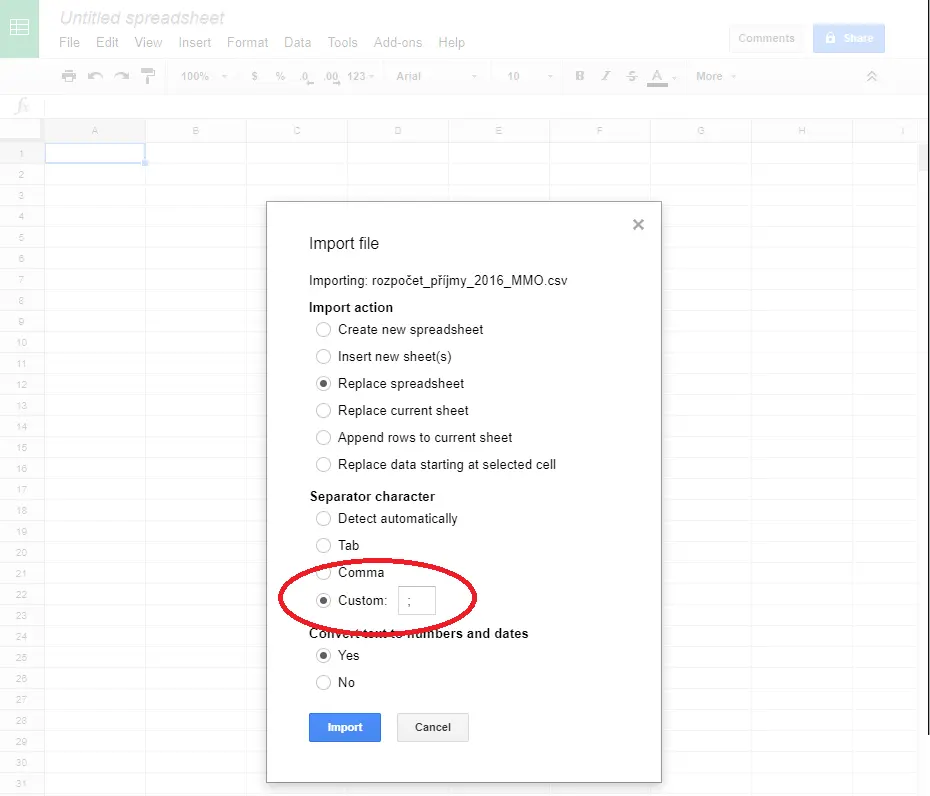 Untitled spreadsheet
File Edit View Insert Format Data Tools Add-ons Help
Comments Share
100% $ % .0 .00 123 Arial 10 B I S A More
fx
A B C D E F G H I
1
2
3
4
5
6
7
8
9
10
11
12
13
14
15
16
17
18
19
20
21
22
23
24
25
26
27
28
29
30
31
Import file
Importing: rozpočet_příjmy_2016_MMO.csv
Import action
Create new spreadsheet
Insert new sheet(s)
Replace spreadsheet
Replace current sheet
Append rows to current sheet
Replace data starting at selected cell
Separator character
Detect automatically
Tab
Comma
Custom: ;
Convert text to numbers and dates
Yes
No
Import Cancel